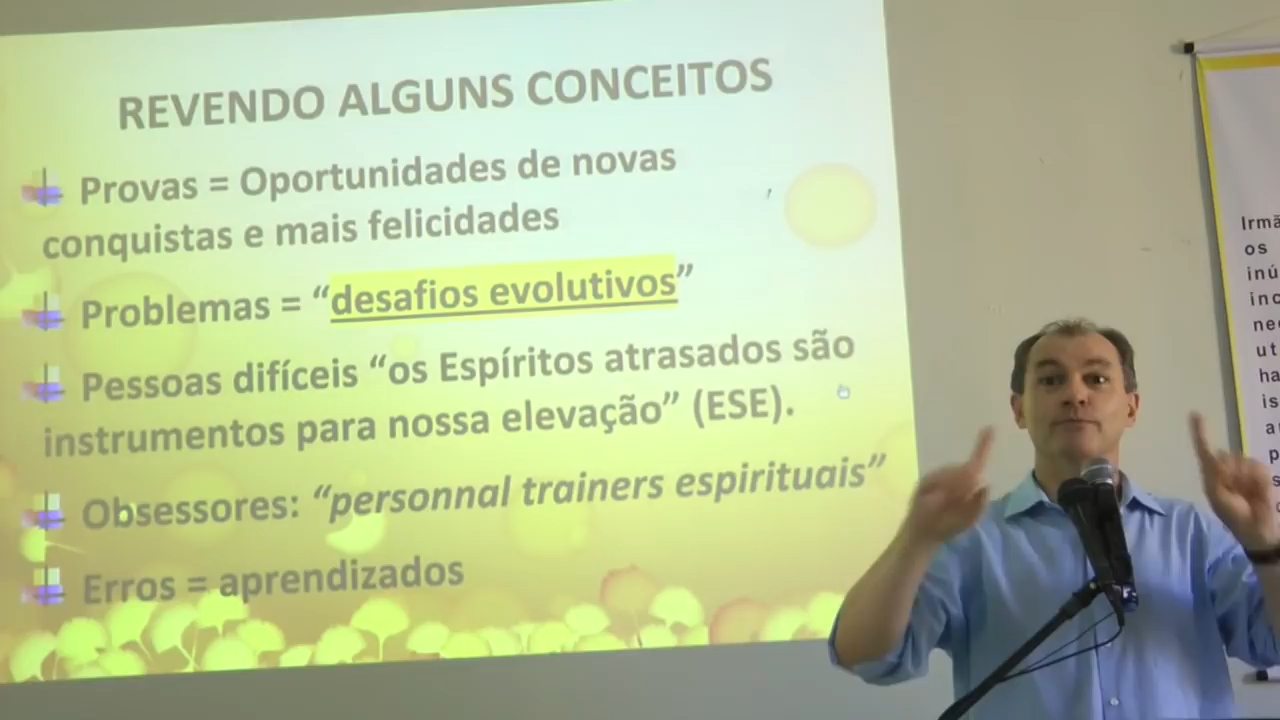 REVENDO ALGUNS CONCEITOS
Provas = Oportunidades de novas
conquistas e mais felicidades
Problemas = “desafios evolutivos”
Pessoas difíceis “os Espíritos atrasados são
instrumentos para nossa elevação” (ESE).
Obsessores: “personnal trainers espirituais”
Erros = aprendizados
os